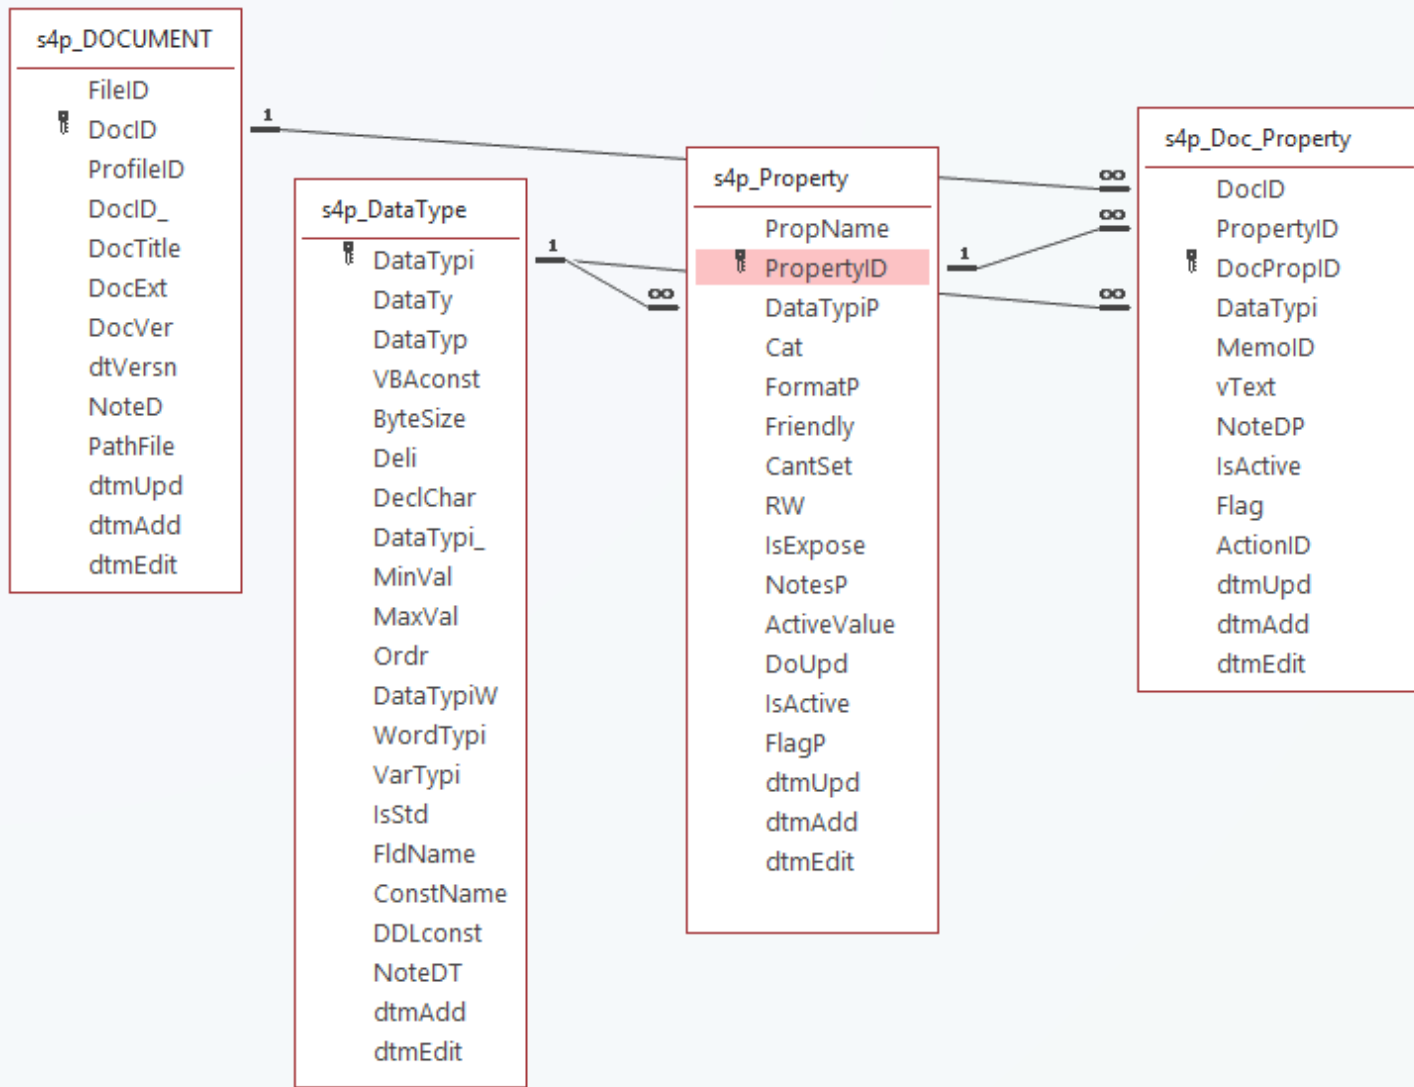 s4p_DOCUMENT
FileID
DocID
ProfileID
DocID_
DocTitle
DocExt
DocVer
dtVersn
NoteD
PathFile
dtmUpd
dtmAdd
dtmEdit
1
s4p_DataType
DataTypi
DataTy
DataTyp
VBAconst
ByteSize
Deli
DeclChar
DataTypi_
MinVal
MaxVal
Ordr
DataTypiW
WordTypi
VarTypi
IsStd
FldName
ConstName
DDLconst
NoteDT
dtmAdd
dtmEdit
1
∞
s4p_Property
PropName
PropertyID
DataTypiP
Cat
FormatP
Friendly
CantSet
RW
IsExpose
NotesP
ActiveValue
DoUpd
IsActive
FlagP
dtmUpd
dtmAdd
dtmEdit
1
∞
∞
∞
s4p_Doc_Property
DocID
PropertyID
DocPropID
DataTypi
MemoID
vText
NoteDP
IsActive
Flag
ActionID
dtmUpd
dtmAdd
dtmEdit